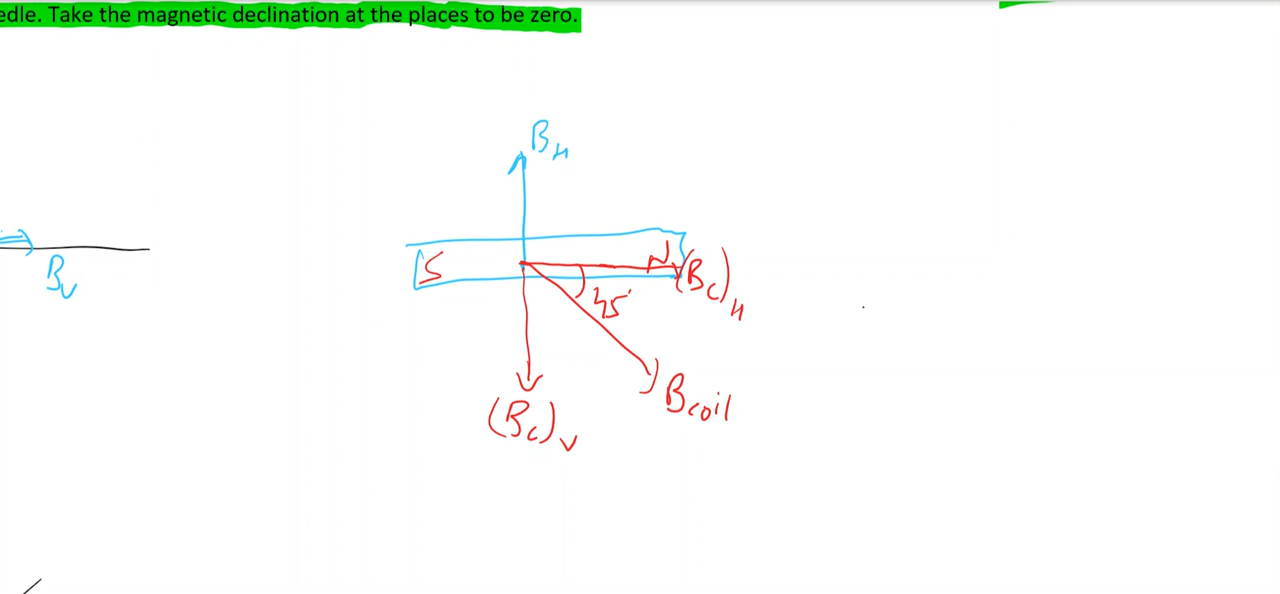 edle. Take the magnetic declination at the places to be zero.
B_H
S
N
(B_C)_H
B_V
45°
B_coil
(B_C)_V